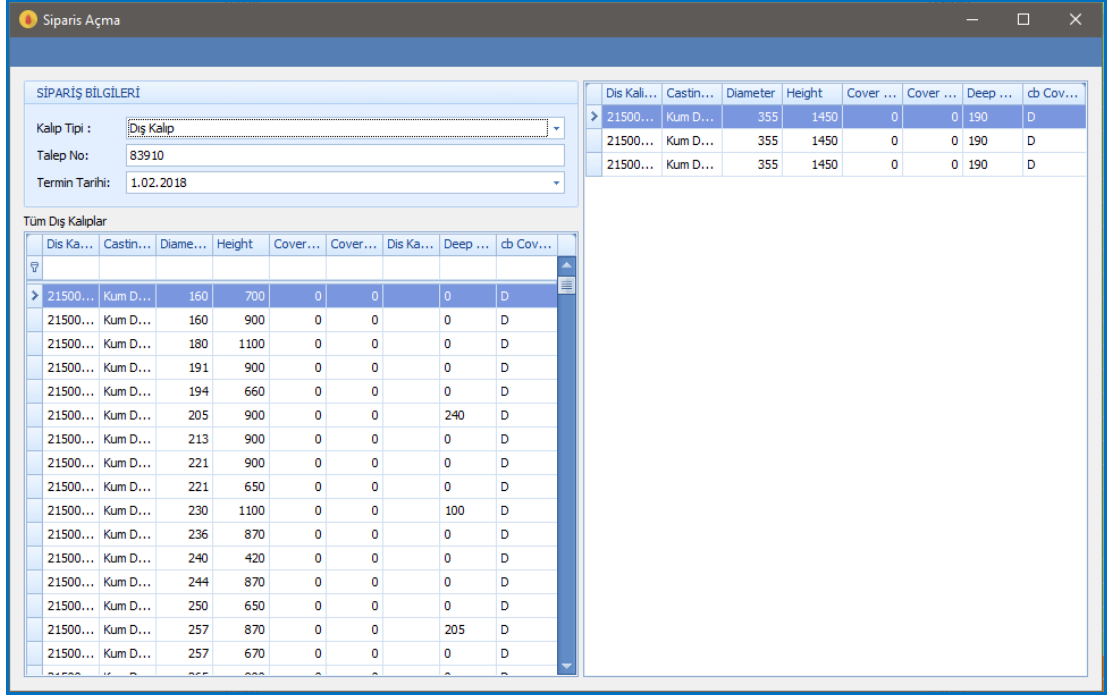 Siparis Açma
SİPARİŞ BİLGİLERİ
Kalıp Tipi : Dış Kalıp
Talep No: 83910
Termin Tarihi: 1.02.2018
Tüm Dış Kalıplar
Dis Ka... Castin... Diame... Height Cover... Cover... Dis Ka... Deep ... cb Cov...
21500... Kum D... 160 700 0 0 0 D
21500... Kum D... 160 900 0 0 0 D
21500... Kum D... 180 1100 0 0 0 D
21500... Kum D... 191 900 0 0 0 D
21500... Kum D... 194 660 0 0 0 D
21500... Kum D... 205 900 0 0 240 D
21500... Kum D... 213 900 0 0 0 D
21500... Kum D... 221 900 0 0 0 D
21500... Kum D... 221 650 0 0 0 D
21500... Kum D... 230 1100 0 0 100 D
21500... Kum D... 236 870 0 0 0 D
21500... Kum D... 240 420 0 0 0 D
21500... Kum D... 244 870 0 0 0 D
21500... Kum D... 250 650 0 0 0 D
21500... Kum D... 257 870 0 0 205 D
21500... Kum D... 257 670 0 0 0 D
Dis Kali... Castin... Diameter Height Cover ... Cover ... Deep ... cb Cov...
21500... Kum D... 355 1450 0 0 190 D
21500... Kum D... 355 1450 0 0 190 D
21500... Kum D... 355 1450 0 0 190 D